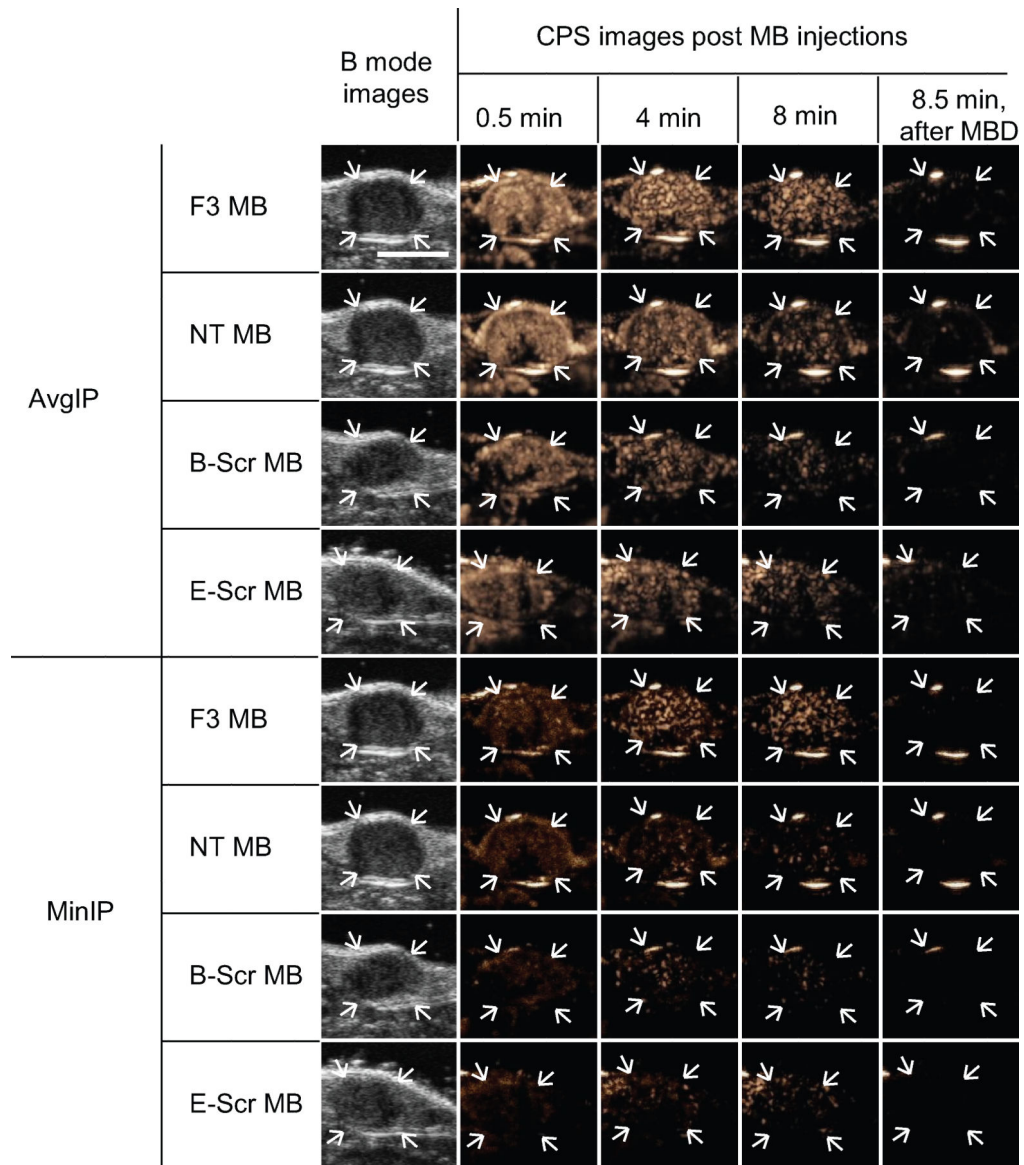 B mode
images
CPS images post MB injections
0.5 min
4 min
8 min
8.5 min,
after MBD
AvgIP
F3 MB
NT MB
B-Scr MB
E-Scr MB
MinIP
F3 MB
NT MB
B-Scr MB
E-Scr MB